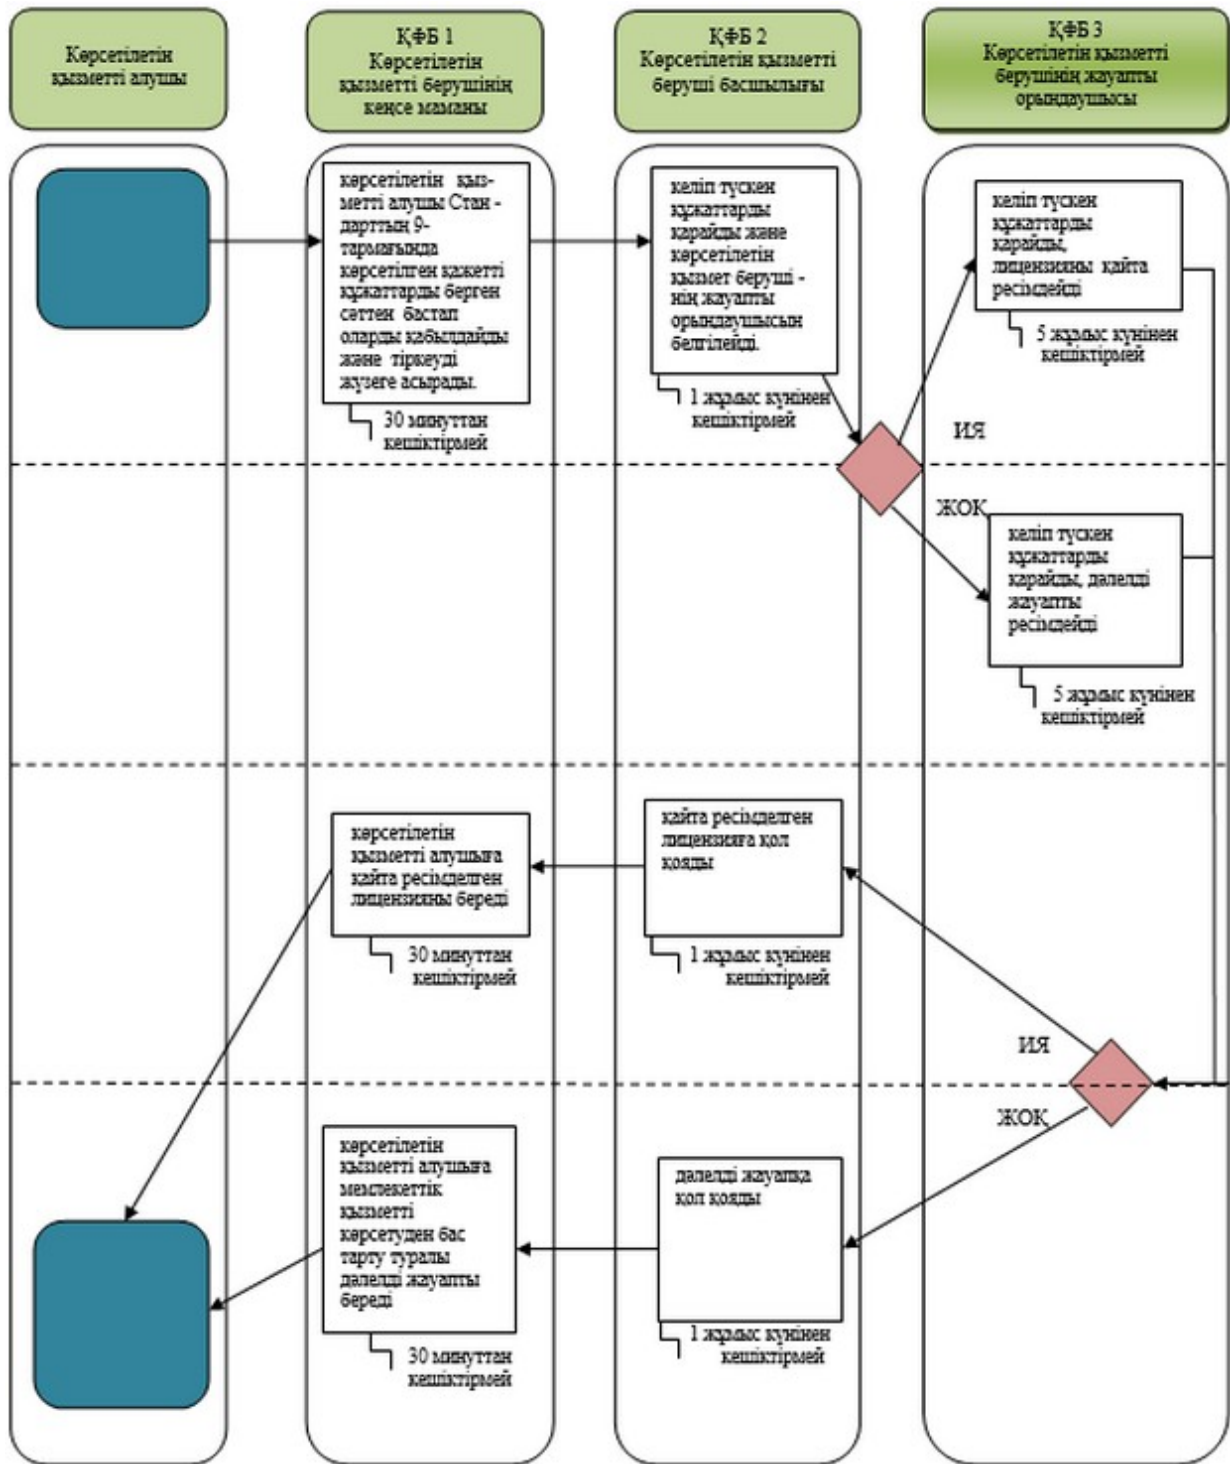 Көрсетілетін
қызметті алушы
ҚФБ 1
Көрсетілетін
қызметті берушінің
кеңсе маманы
ҚФБ 2
Көрсетілетін қызметті
беруші басшылығы
ҚФБ 3
Көрсетілетін қызметті
берушінің жауапты
орындаушысы
көрсетілетін қыз-
метті алушы Стан -
дарттың 9-
тармағында
көрсетілген қажетті
құжаттарды берген
сәттен бастап
оларды қабылдайды
және тіркеуді
жүзеге асырады.
30 минуттан
кешіктірмей
келіп түскен
құжаттарды
қарайды және
көрсетілетін
қызмет беруші -
нің жауапты
орындаушысын
белгілейді.
1 жұмыс күнінен
кешіктірмей
келіп түскен
құжаттарды
қарайды,
лицензияны қайта
ресімдейді
5 жұмыс күнінен
кешіктірмей
ИЯ
ЖОҚ
келіп түскен
құжаттарды
қарайды, дәлелді
жауапты
ресімдейді
5 жұмыс күнінен
кешіктірмей
көрсетілетін
қызметті алушыға
қайта ресімделген
лицензияны береді
30 минуттан
кешіктірмей
қайта ресімделген
лицензияға қол
қояды
1 жұмыс күнінен
кешіктірмей
ИЯ
ЖОҚ
көрсетілетін
қызметті алушыға
мемлекеттік
қызметті
көрсетуден бас
тарту туралы
дәлелді жауапты
береді
30 минуттан
кешіктірмей
дәлелді жауапқа
қол қояды
1 жұмыс күнінен
кешіктірмей